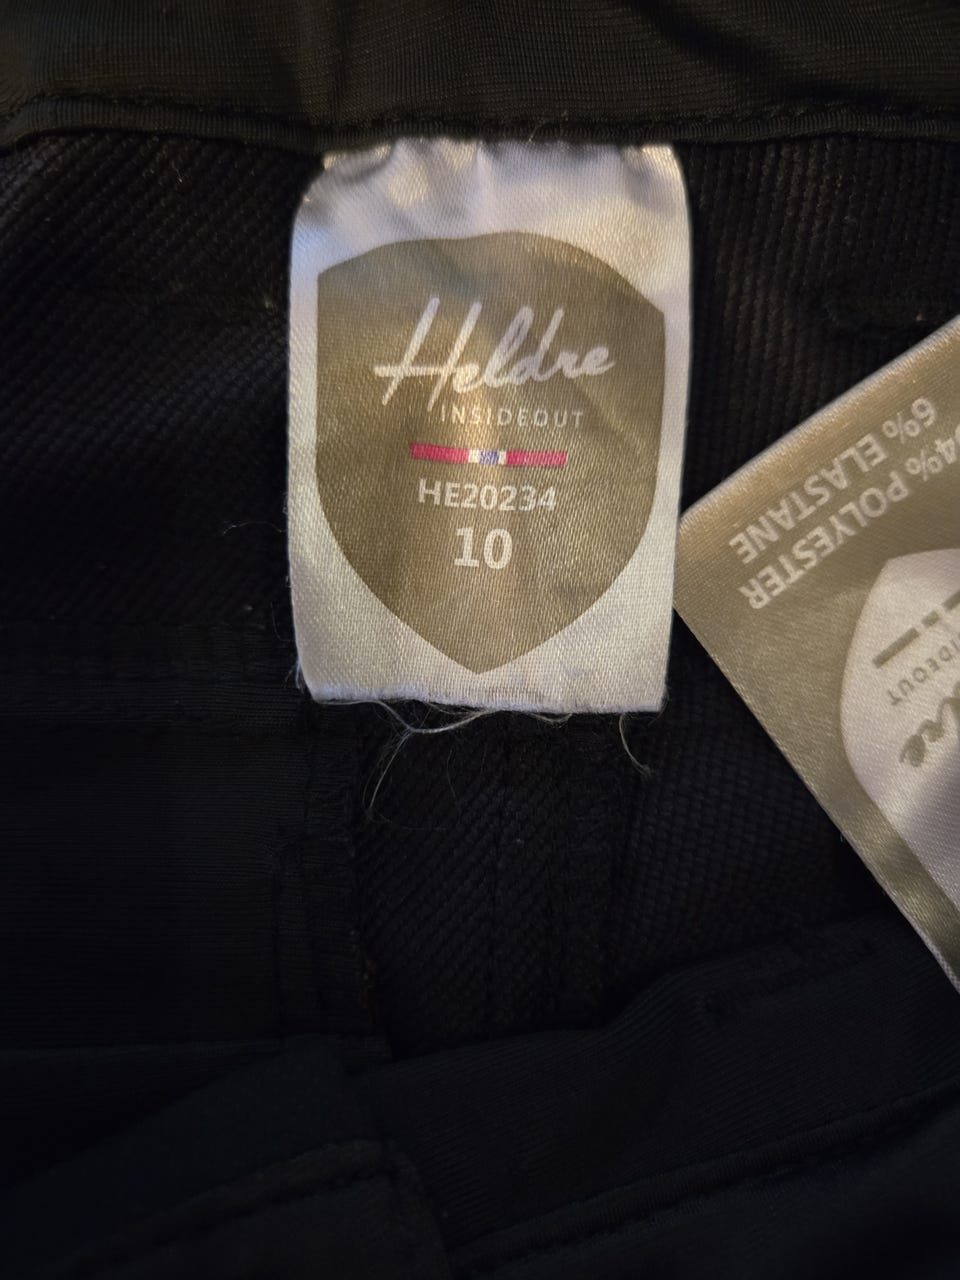 Heldre
INSIDEOUT
HE20234
10
94% POLYESTER
6% ELASTANE